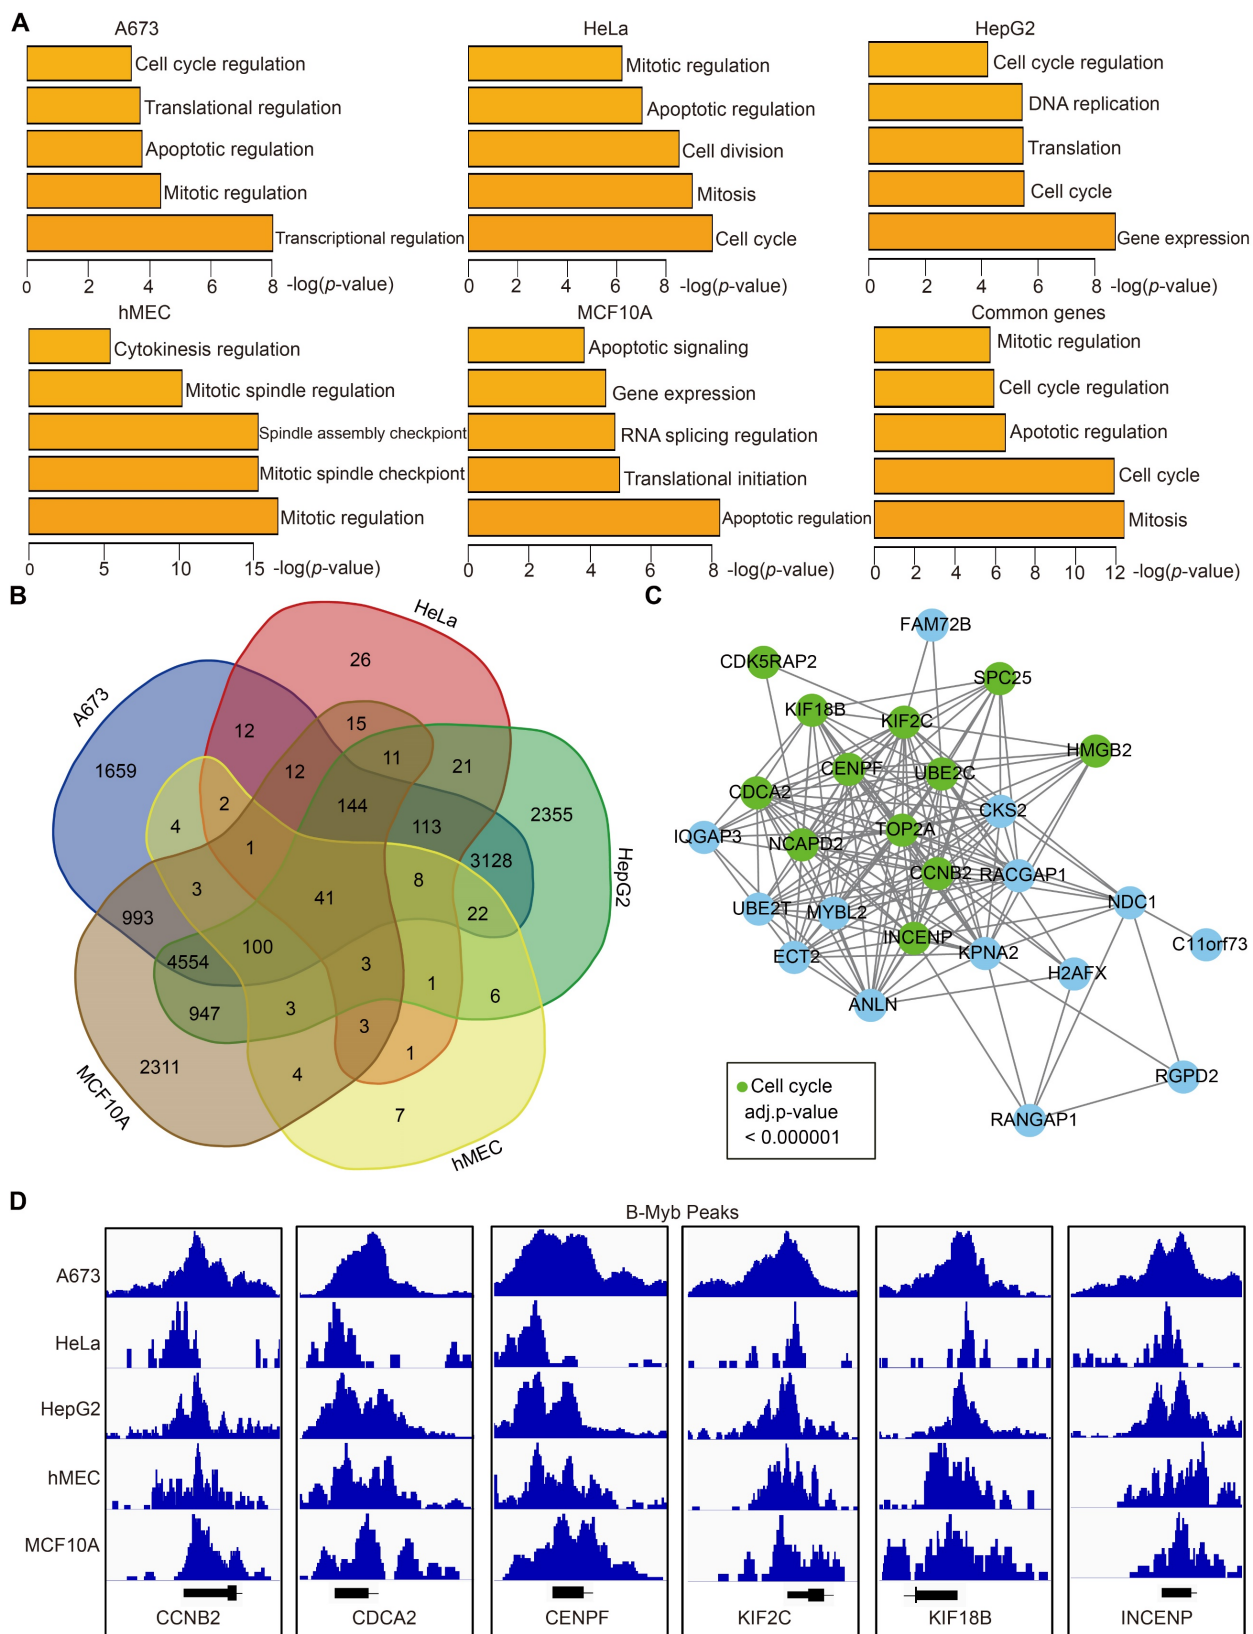 A
A673
Cell cycle regulation
Translational regulation
Apoptotic regulation
Mitotic regulation
Transcriptional regulation
0 2 4 6 8 -log(p-value)
HeLa
Mitotic regulation
Apoptotic regulation
Cell division
Mitosis
Cell cycle
0 2 4 6 8 -log(p-value)
HepG2
Cell cycle regulation
DNA replication
Translation
Cell cycle
Gene expression
0 2 4 6 8 -log(p-value)
hMEC
Cytokinesis regulation
Mitotic spindle regulation
Spindle assembly checkpiont
Mitotic spindle checkpiont
Mitotic regulation
0 5 10 15 -log(p-value)
MCF10A
Apoptotic signaling
Gene expression
RNA splicing regulation
Translational initiation
Apoptotic regulation
0 2 4 6 8 -log(p-value)
Common genes
Mitotic regulation
Cell cycle regulation
Apototic regulation
Cell cycle
Mitosis
0 2 4 6 8 10 12 -log(p-value)
B
HeLa
A673
HepG2
MCF10A
hMEC
26
12
15
1659
12
11
21
2
144
2355
4
113
1
3128
3
41
8
993
22
100
4554
3
1
6
947
3
3
2311
4
1
7
C
FAM72B
CDK5RAP2
SPC25
KIF18B
KIF2C
HMGB2
CENPF
UBE2C
CDCA2
CKS2
IQGAP3
NCAPD2
TOP2A
CCNB2
RACGAP1
UBE2T
MYBL2
NDC1
INCENP
C11orf73
ECT2
KPNA2
H2AFX
ANLN
RGPD2
RANGAP1
Cell cycle
adj.p-value
< 0.000001
D
B-Myb Peaks
A673
HeLa
HepG2
hMEC
MCF10A
CCNB2
CDCA2
CENPF
KIF2C
KIF18B
INCENP